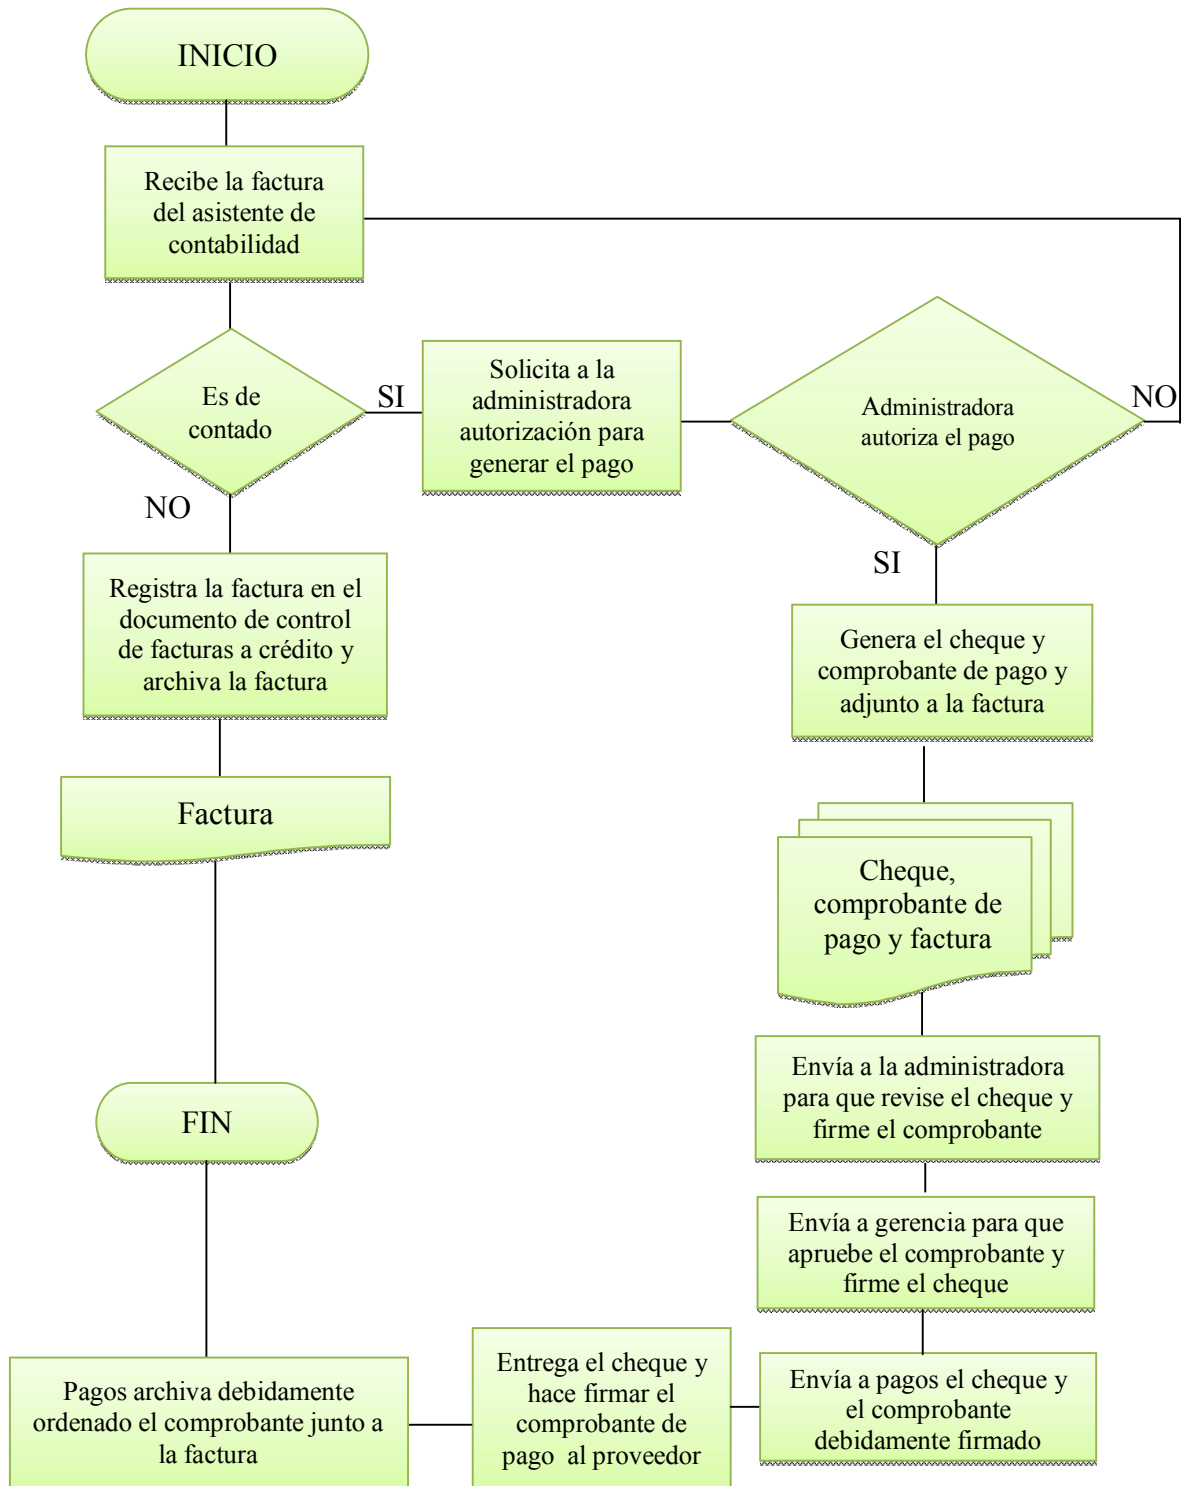 INICIO
Recibe la factura
del asistente de
contabilidad
Es de
contado
SI
Solicita a la
administradora
autorización para
generar el pago
Administradora
autoriza el pago
NO
NO
SI
Registra la factura en el
documento de control
de facturas a crédito y
archiva la factura
Genera el cheque y
comprobante de pago y
adjunto a la factura
Factura
Cheque,
comprobante de
pago y factura
Envía a la administradora
para que revise el cheque y
firme el comprobante
FIN
Envía a gerencia para que
apruebe el comprobante y
firme el cheque
Envía a pagos el cheque y
el comprobante
debidamente firmado
Entrega el cheque y
hace firmar el
comprobante de
pago al proveedor
Pagos archiva debidamente
ordenado el comprobante junto a
la factura